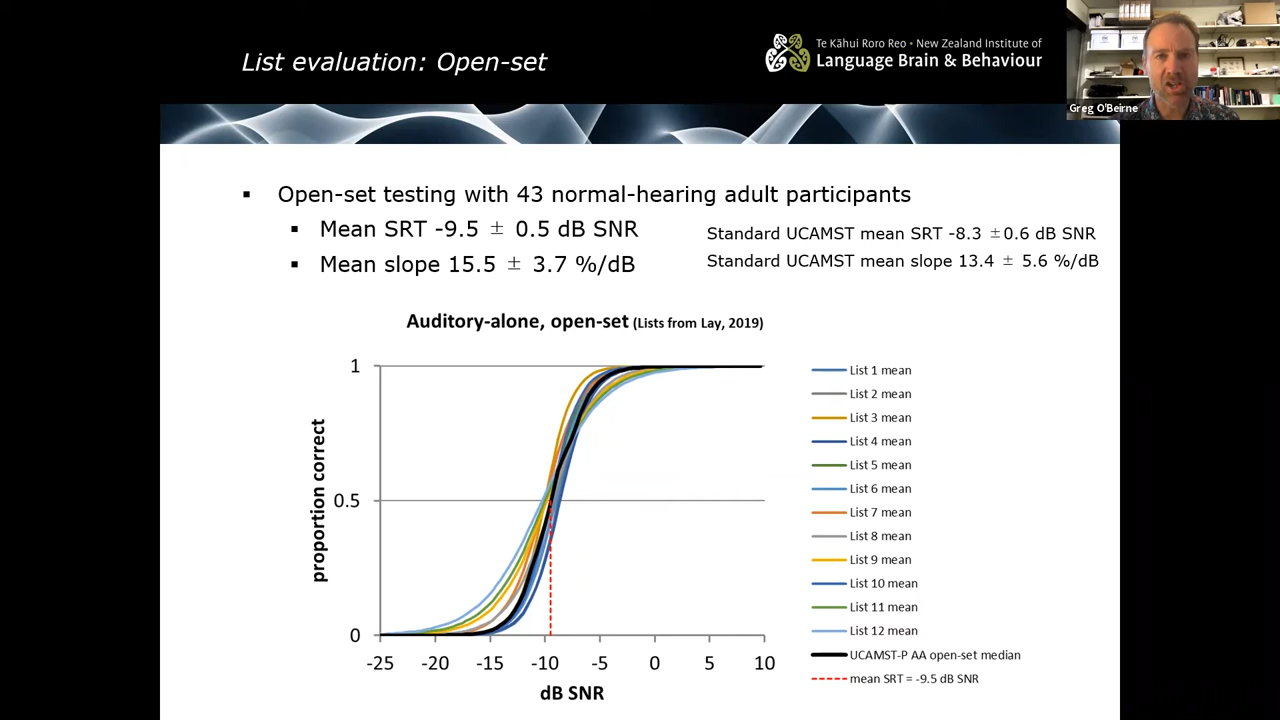 List evaluation: Open-set
Te Kāhui Roro Reo • New Zealand Institute of
Language Brain & Behaviour
Greg O'Beirne
▪ Open-set testing with 43 normal-hearing adult participants
▪ Mean SRT -9.5 ± 0.5 dB SNR
▪ Mean slope 15.5 ± 3.7 %/dB
Standard UCAMST mean SRT -8.3 ±0.6 dB SNR
Standard UCAMST mean slope 13.4 ± 5.6 %/dB
Auditory-alone, open-set (Lists from Lay, 2019)
proportion correct
1
0.5
0
-25 -20 -15 -10 -5 0 5 10
dB SNR
List 1 mean
List 2 mean
List 3 mean
List 4 mean
List 5 mean
List 6 mean
List 7 mean
List 8 mean
List 9 mean
List 10 mean
List 11 mean
List 12 mean
UCAMST-P AA open-set median
mean SRT = -9.5 dB SNR